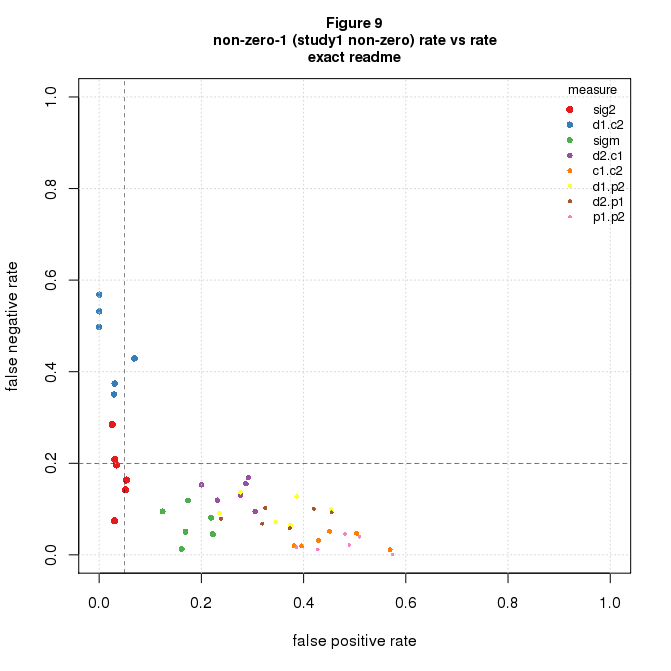 Figure 9
non-zero-1 (study1 non-zero) rate vs rate
exact readme
measure
sig2
d1.c2
sigm
d2.c1
c1.c2
d1.p2
d2.p1
p1.p2
1.0
0.8
0.6
0.4
0.2
0.0
false negative rate
0.0 0.2 0.4 0.6 0.8 1.0
false positive rate